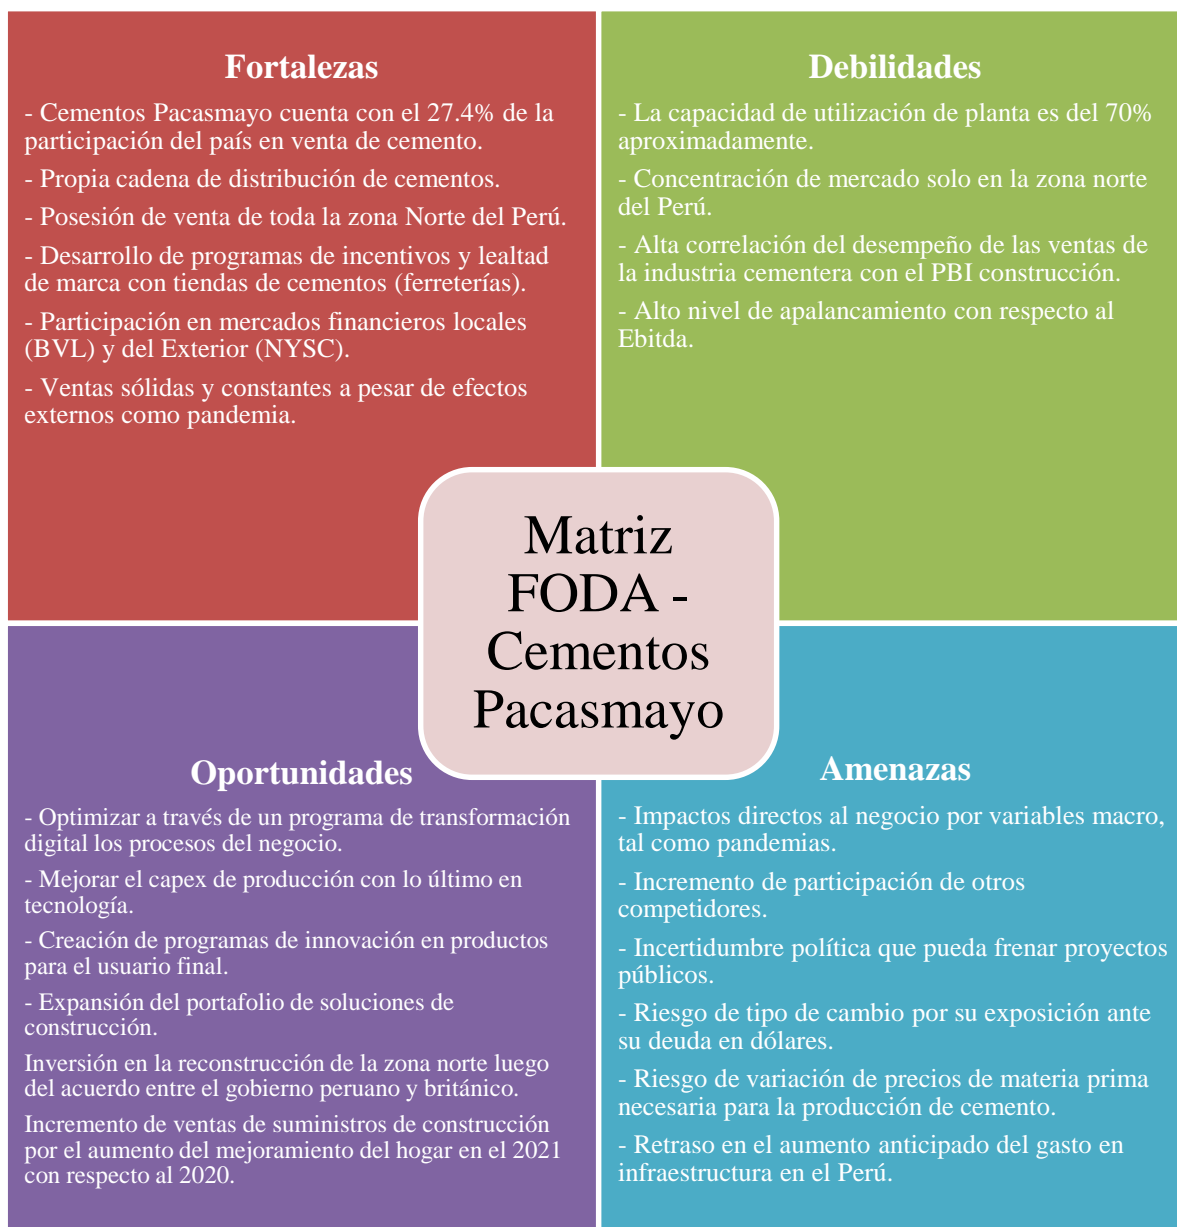 Fortalezas
- Cementos Pacasmayo cuenta con el 27.4% de la
participación del país en venta de cemento.
- Propia cadena de distribución de cementos.
- Posesión de venta de toda la zona Norte del Perú.
- Desarrollo de programas de incentivos y lealtad
de marca con tiendas de cementos (ferreterías).
- Participación en mercados financieros locales
(BVL) y del Exterior (NYSC).
- Ventas sólidas y constantes a pesar de efectos
externos como pandemia.
Debilidades
- La capacidad de utilización de planta es del 70%
aproximadamente.
- Concentración de mercado solo en la zona norte
del Perú.
- Alta correlación del desempeño de las ventas de
la industria cementera con el PBI construcción.
- Alto nivel de apalancamiento con respecto al
Ebitda.
Matriz
FODA -
Cementos
Pacasmayo
Oportunidades
- Optimizar a través de un programa de transformación
digital los procesos del negocio.
- Mejorar el capex de producción con lo último en
tecnología.
- Creación de programas de innovación en productos
para el usuario final.
- Expansión del portafolio de soluciones de
construcción.
Inversión en la reconstrucción de la zona norte luego
del acuerdo entre el gobierno peruano y británico.
Incremento de ventas de suministros de construcción
por el aumento del mejoramiento del hogar en el 2021
con respecto al 2020.
Amenazas
- Impactos directos al negocio por variables macro,
tal como pandemias.
- Incremento de participación de otros
competidores.
- Incertidumbre política que pueda frenar proyectos
públicos.
- Riesgo de tipo de cambio por su exposición ante
su deuda en dólares.
- Riesgo de variación de precios de materia prima
necesaria para la producción de cemento.
- Retraso en el aumento anticipado del gasto en
infraestructura en el Perú.